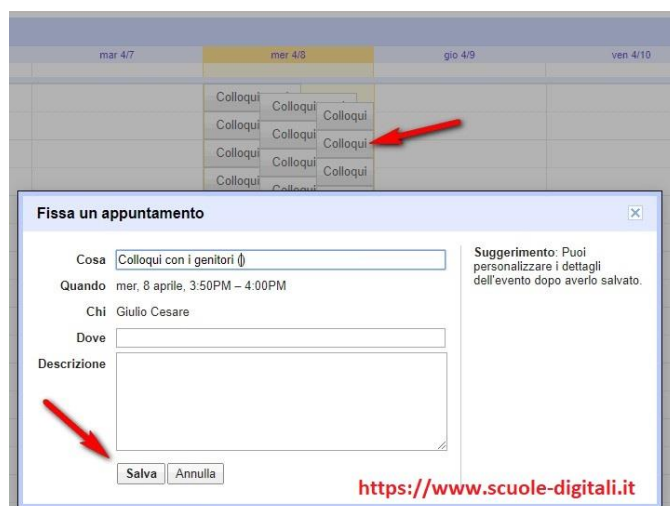 mar 4/7 mer 4/8 gio 4/9 ven 4/10
Colloqui Colloqui Colloqui
Colloqui Colloqui Colloqui
Colloqui Colloqui Colloqui
Colloqui Colloqui
Fissa un appuntamento
Cosa Colloqui con i genitori ()
Quando mer, 8 aprile, 3:50PM – 4:00PM
Chi Giulio Cesare
Dove
Descrizione
Suggerimento: Puoi
personalizzare i dettagli
dell'evento dopo averlo salvato.
Salva Annulla
https://www.scuole-digitali.it